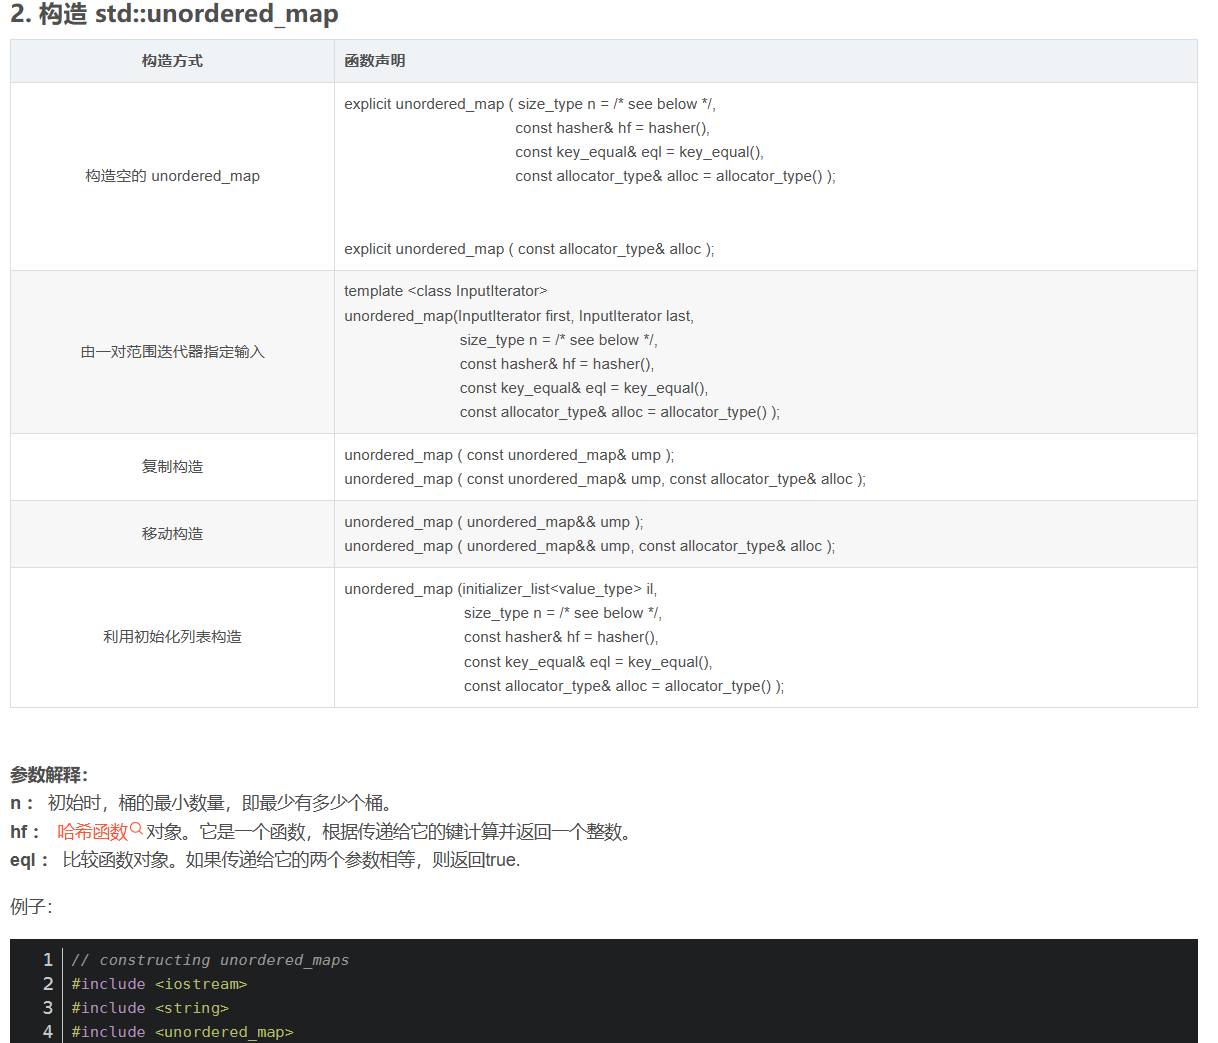 2. 构造 std::unordered_map
构造方式 函数声明
构造空的 unordered_map
explicit unordered_map ( size_type n = /* see below */,
const hasher& hf = hasher(),
const key_equal& eql = key_equal(),
const allocator_type& alloc = allocator_type() );
explicit unordered_map ( const allocator_type& alloc );
由一对范围迭代器指定输入
template <class InputIterator>
unordered_map(InputIterator first, InputIterator last,
size_type n = /* see below */,
const hasher& hf = hasher(),
const key_equal& eql = key_equal(),
const allocator_type& alloc = allocator_type() );
复制构造
unordered_map ( const unordered_map& ump );
unordered_map ( const unordered_map& ump, const allocator_type& alloc );
移动构造
unordered_map ( unordered_map&& ump );
unordered_map ( unordered_map&& ump, const allocator_type& alloc );
利用初始化列表构造
unordered_map (initializer_list<value_type> il,
size_type n = /* see below */,
const hasher& hf = hasher(),
const key_equal& eql = key_equal(),
const allocator_type& alloc = allocator_type() );
参数解释：
n： 初始时，桶的最小数量，即最少有多少个桶。
hf： 哈希函数 对象。它是一个函数，根据传递给它的键计算并返回一个整数。
eql： 比较函数对象。如果传递给它的两个参数相等，则返回true.
例子：
1 // constructing unordered_maps
2 #include <iostream>
3 #include <string>
4 #include <unordered_map>